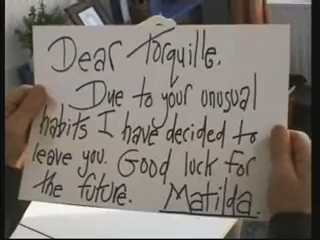 Dear Torquille.
Due to your unusual
habits I have decided to
leave you. Good luck for
the future. Matilda.